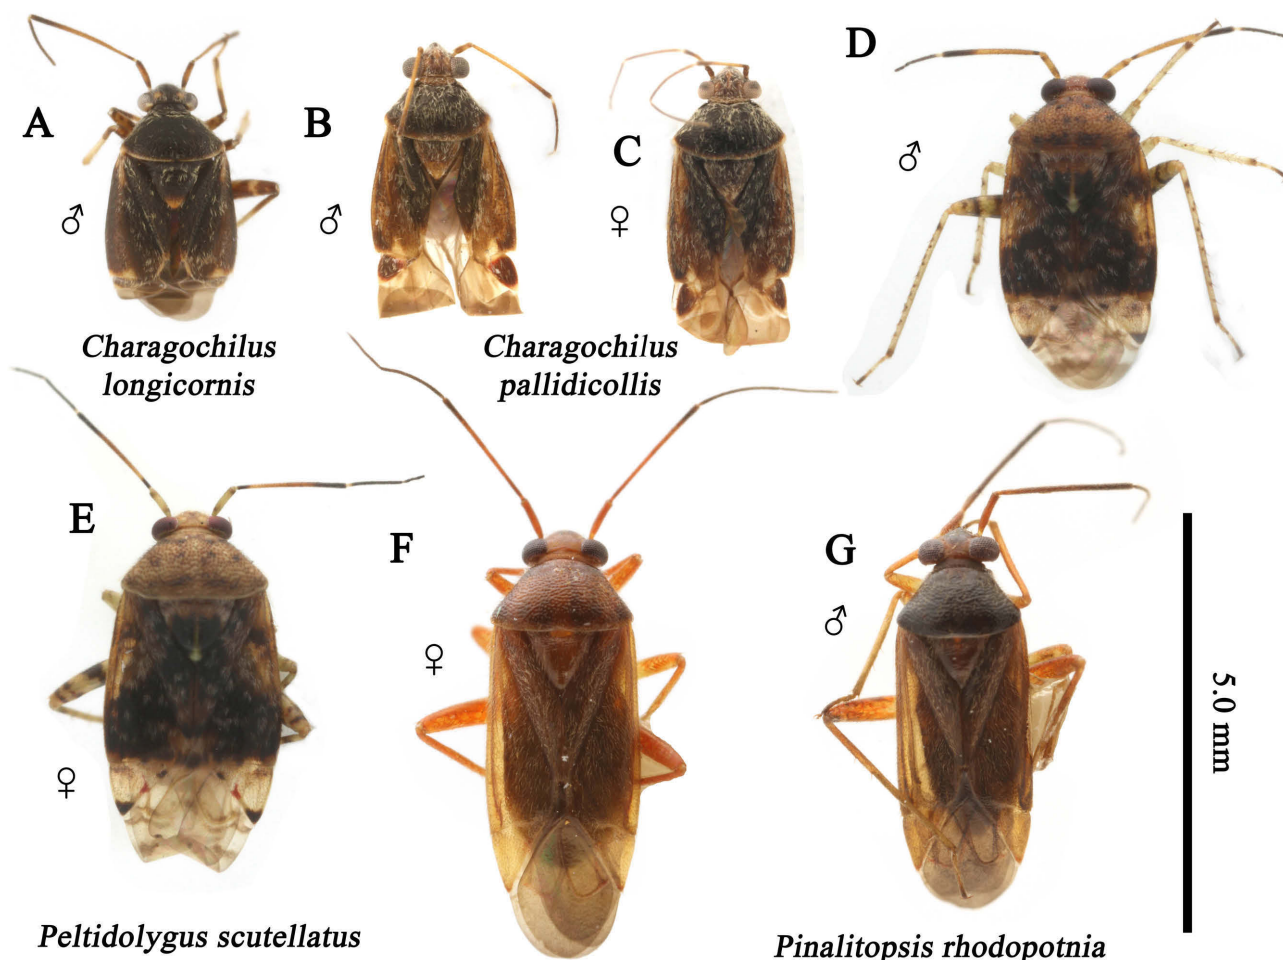 A
♂
B
♂
C
♀
D
♂
Charagochilus
longicornis
Charagochilus
pallidicollis
E
♀
F
♀
G
♂
5.0 mm
Peltidolygus scutellatus
Pinalitopsis rhodopotnia